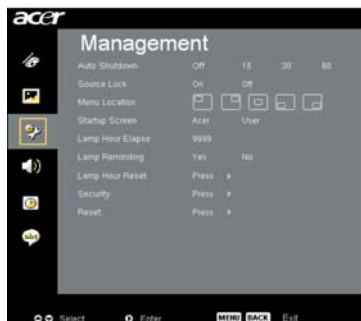 acer
Management
Auto Shutdown Off 15 30 60
Source Lock On Off
Menu Location
Startup Screen Acer User
Lamp Hour Elapse 9999
Lamp Reminding Yes No
Lamp Hour Reset Press
Security Press
Reset Press
abc
Select Enter MENU BACK Exit